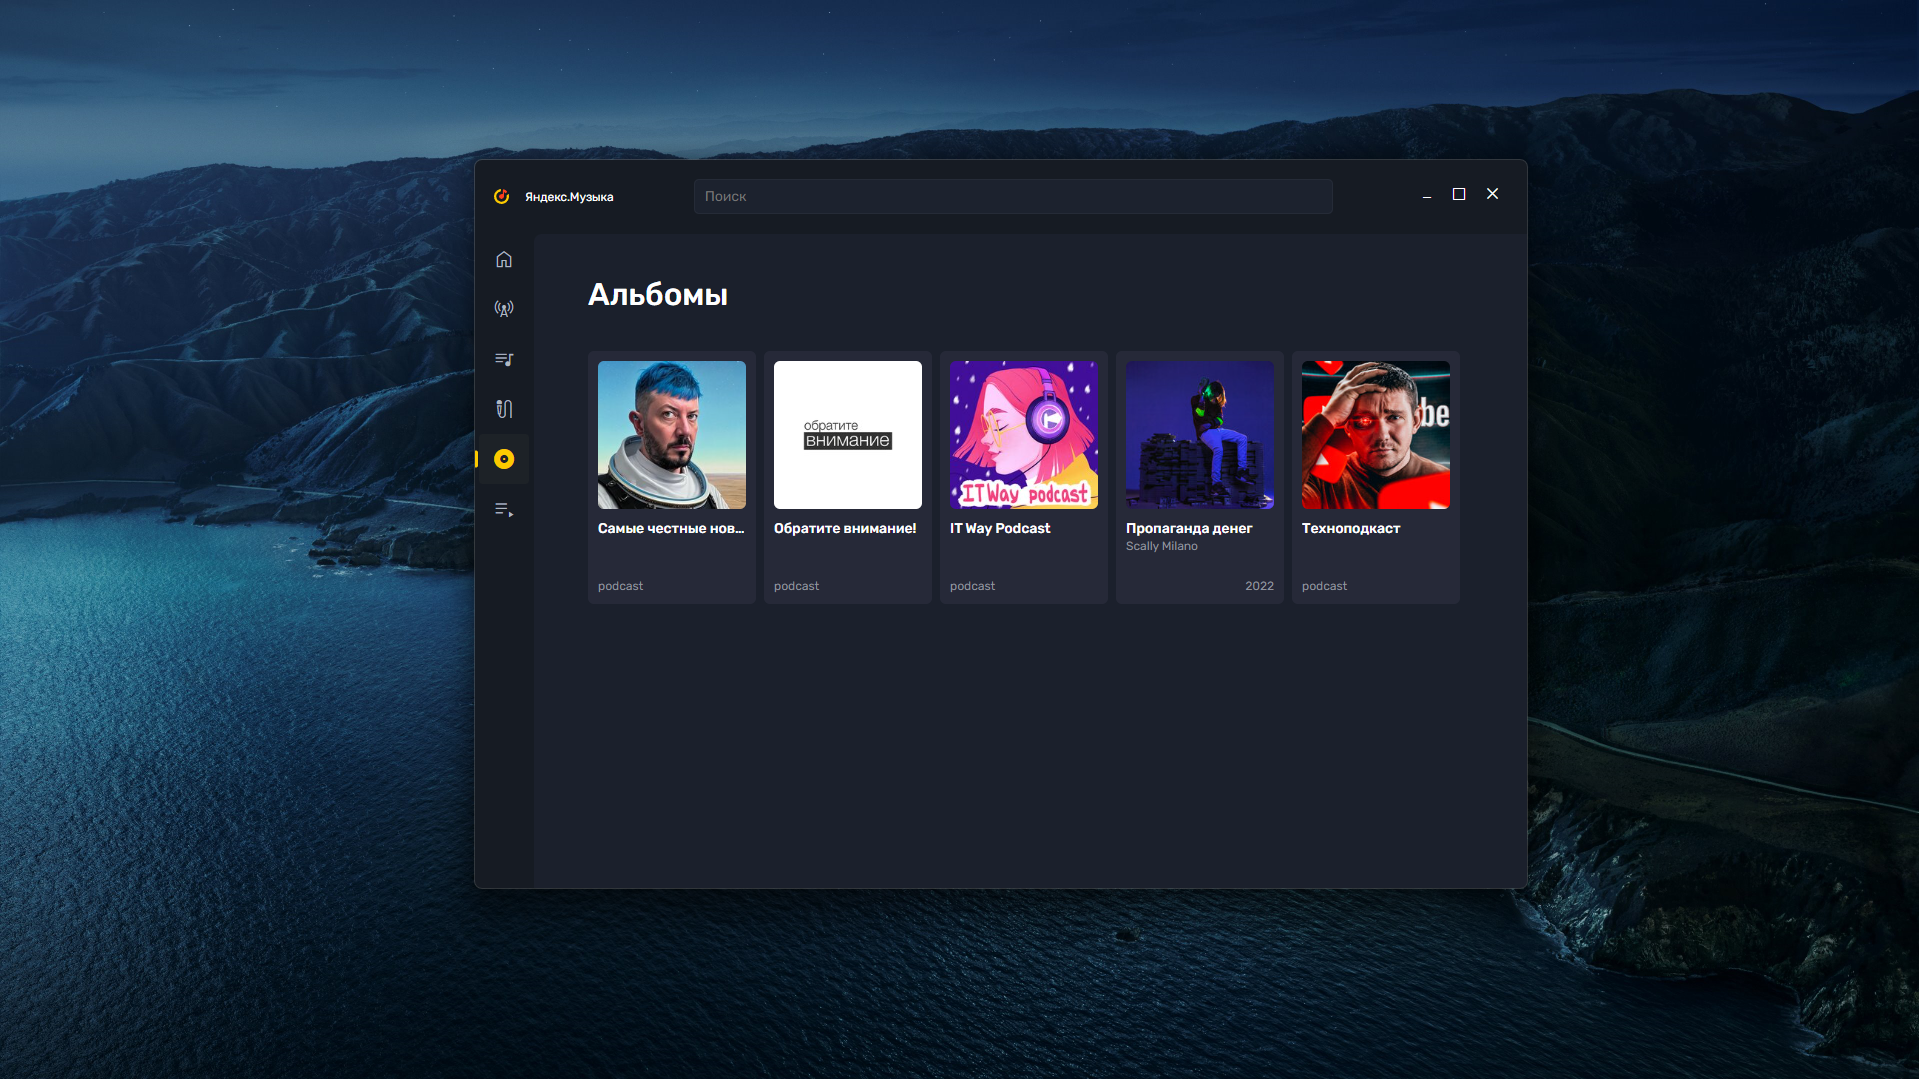 Яндекс.Музыка
Поиск
Альбомы
обратите
внимание
ITWay podcast
be
Самые честные нов...
Обратите внимание!
IT Way Podcast
Пропаганда денег
Техноподкаст
Scally Milano
podcast
podcast
podcast
2022
podcast